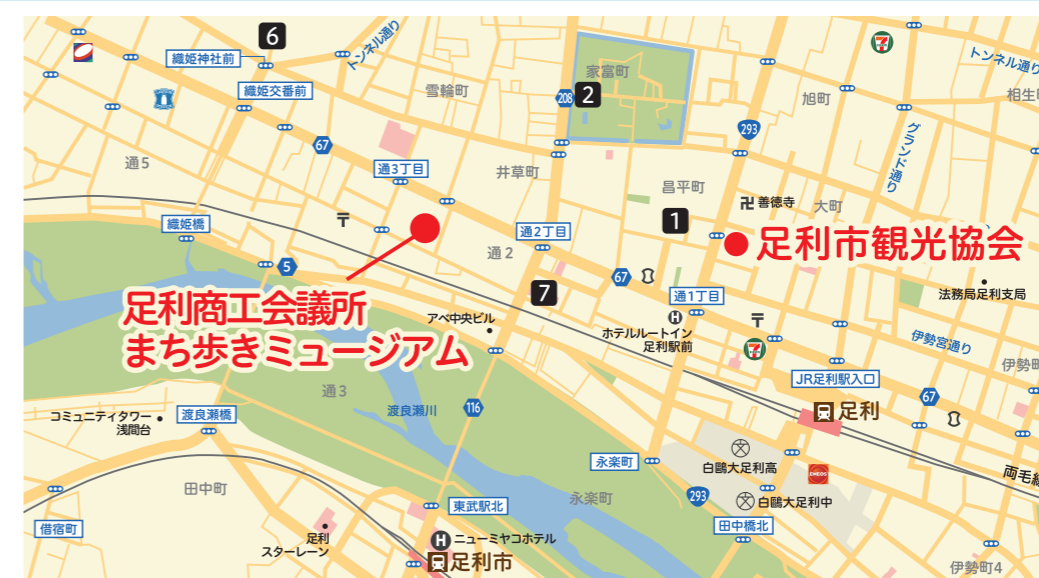 6
トンネル通り
織姫神社前
織姫交番前
雪輪町
家富町
208
2
旭町
トンネル通り
相生
293
グランド通り
67
通5
通3丁目
井草町
昌平町
善徳寺
大町
1
足利市観光協会
織姫橋
通2丁目
通2
5
67
7
通1丁目
法務局足利支局
足利商工会議所
まち歩きミュージアム
アベ中央ビル
H
ホテルルートイン
足利駅前
伊勢宮通り
伊勢町
JR足利駅入口
通3
渡良瀬川
116
67
足利
コミュニティタワー
浅間台
渡良瀬橋
永楽町
白鷗大足利高
ENEOS
両毛線
田中町
永楽町
293
白鷗大足利中
東武駅北
田中橋北
借宿町
足利
スターレーン
H
ニューミヤコホテル
足利市
伊勢町4